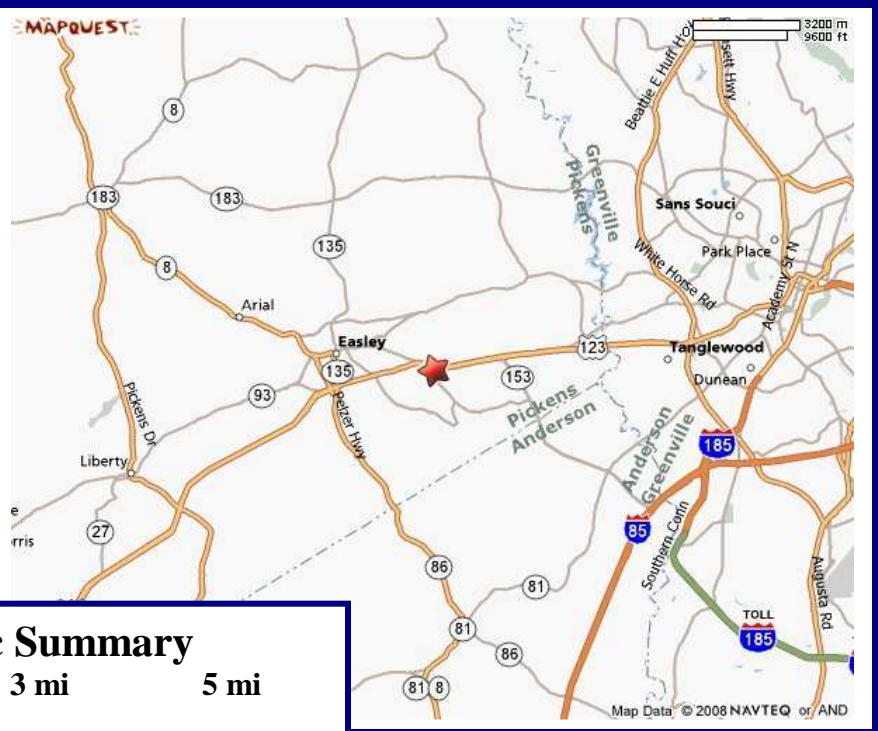 MAPQUEST
3200 m
9600 ft
Beattie E Huff H
sett Hwy
8
Greenville
Pickens
183
183
Sans Souci
135
Park Place
White Horse Rd
Academy St N
8
Arial
Easley
123
Tanglewood
135
153
Dunean
93
Pickens
Anderson
Pickens Dr
Pelzer Hwy
Anderson
Greenville
185
Liberty
e
rris
27
85
Southern Conn
86
81
Augusta Rd
TOLL
185
81
86
81
8
c Summary
3 mi 5 mi
Map Data © 2008 NAVTEQ or AND